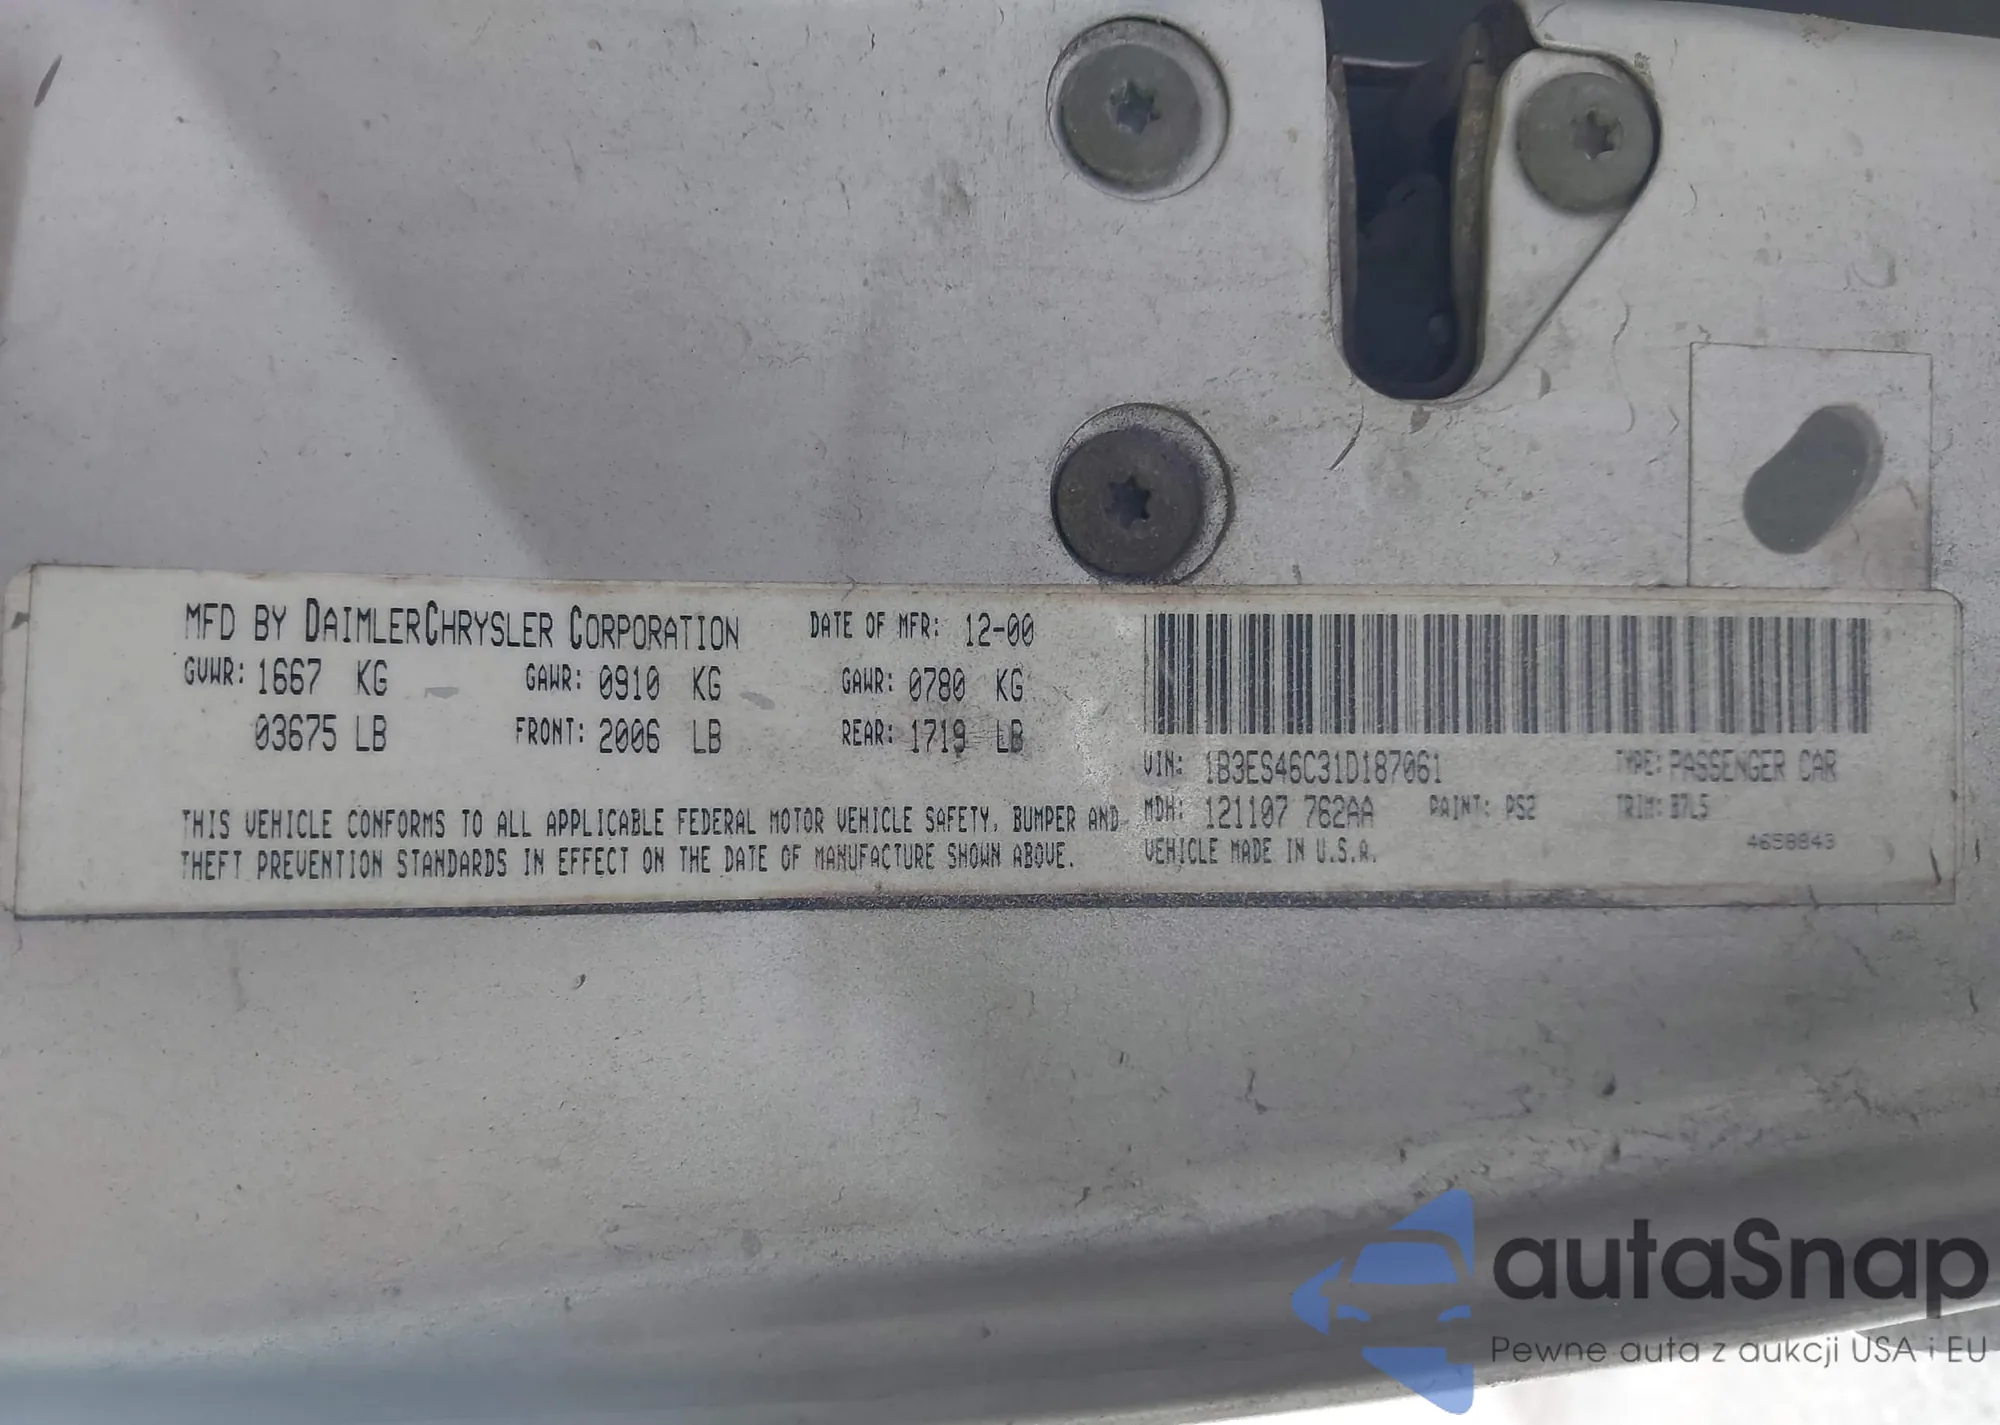 MFD BY DAIMLERCHRYSLER CORPORATION DATE OF MFR: 12-00
GVWR: 1667 KG GAWR: 0910 KG GAWR: 0780 KG
03675 LB FRONT: 2006 LB REAR: 1719 LB
THIS VEHICLE CONFORMS TO ALL APPLICABLE FEDERAL MOTOR VEHICLE SAFETY, BUMPER AND
THEFT PREVENTION STANDARDS IN EFFECT ON THE DATE OF MANUFACTURE SHOWN ABOVE.
VIN: 1B3ES46C31D187061 TYPE: PASSENGER CAR
MDH: 121107 762AA PAINT: PS2 TRIM: B7L5
VEHICLE MADE IN U.S.A. 4658843
autaSnap
Pewne auta z aukcji USA i EU